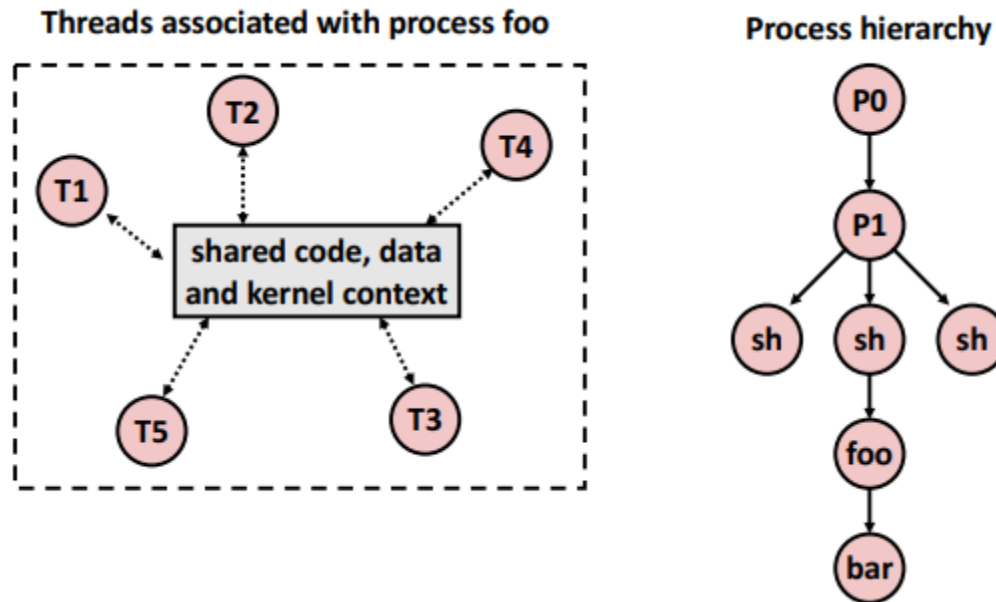 Threads associated with process foo
T1
T2
T4
shared code, data
and kernel context
T5
T3
Process hierarchy
P0
P1
sh
sh
sh
foo
bar